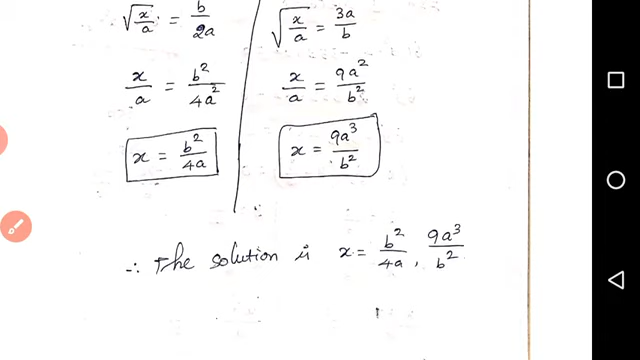 √(x/a) = b/2a
x/a = b²/4a²
x = b²/4a
√(x/a) = 3a/b
x/a = 9a²/b²
x = 9a³/b²
∴ The solution is x = b²/4a, 9a³/b²